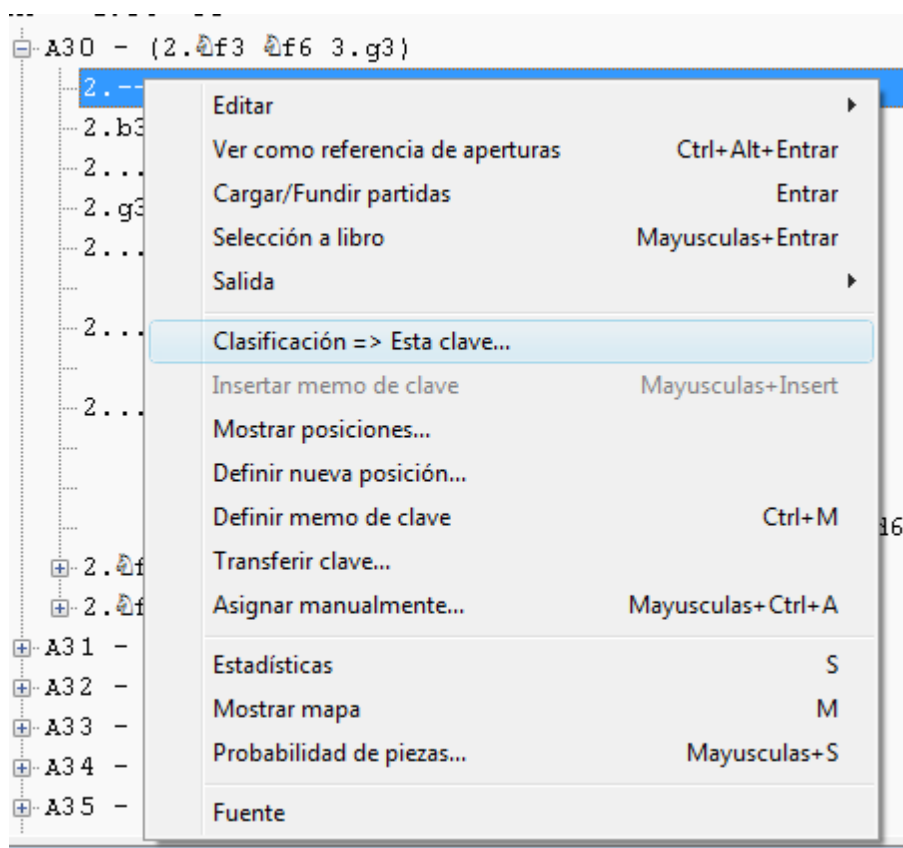 A30 - (2.♘f3 ♘f6 3.g3)
2.--
2.b3
2...
2.g3
2...
2...
2...
2.♘f
2.♘f
A31 -
A32 -
A33 -
A34 -
A35 -
Editar
Ver como referencia de aperturas Ctrl+Alt+Entrar
Cargar/Fundir partidas Entrar
Selección a libro Mayusculas+Entrar
Salida
Clasificación => Esta clave...
Insertar memo de clave Mayusculas+Insert
Mostrar posiciones...
Definir nueva posición...
Definir memo de clave Ctrl+M
Transferir clave...
Asignar manualmente... Mayusculas+Ctrl+A
Estadísticas S
Mostrar mapa M
Probabilidad de piezas... Mayusculas+S
Fuente